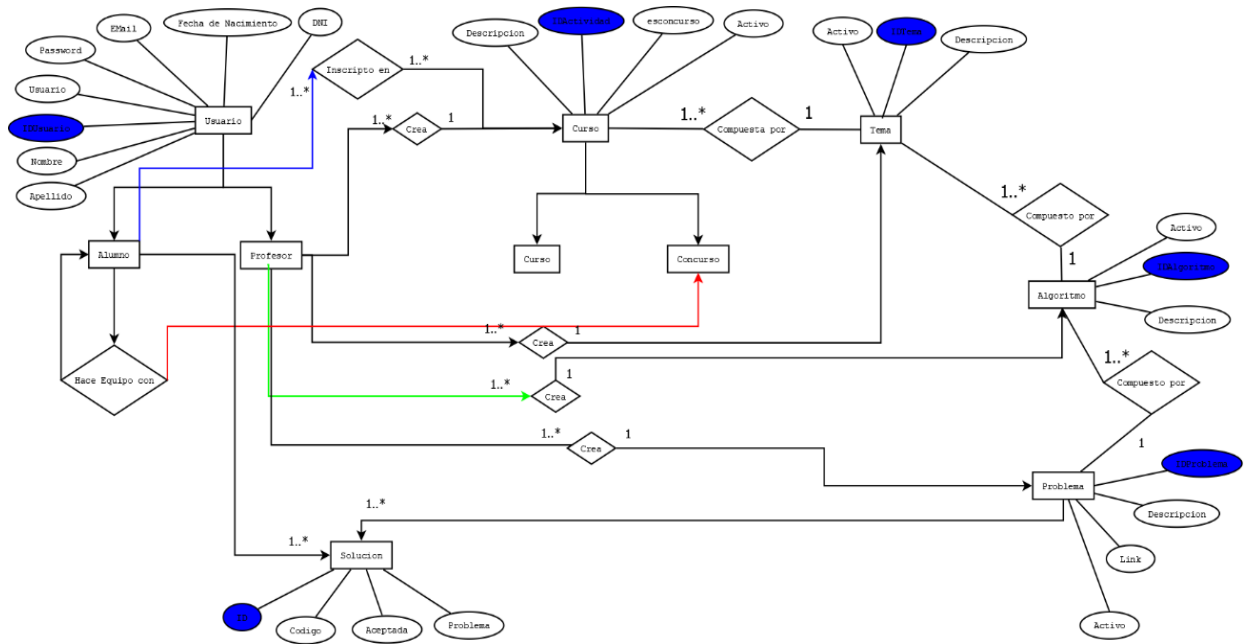 Fecha de Nacimiento
DNI
EMail
Password
Usuario
IDUsuario
Nombre
Apellido
Usuario
Inscripto en
1..*
1..*
Crea
1..*
1
Descripcion
IDActividad
esconcurso
Activo
Curso
1..*
Compuesta por
1
Activo
IDTema
Descripcion
Tema
1..*
Compuesto por
1
Alumno
Profesor
Curso
Concurso
Activo
IDAlgoritmo
Descripcion
Algoritmo
1..*
Crea
1
Hace Equipo con
1..*
Crea
1
1..*
Compuesto por
1
1..*
Crea
1
IDProblema
Problema
Descripcion
Link
Activo
1..*
1..*
Solucion
ID
Codigo
Aceptada
Problema